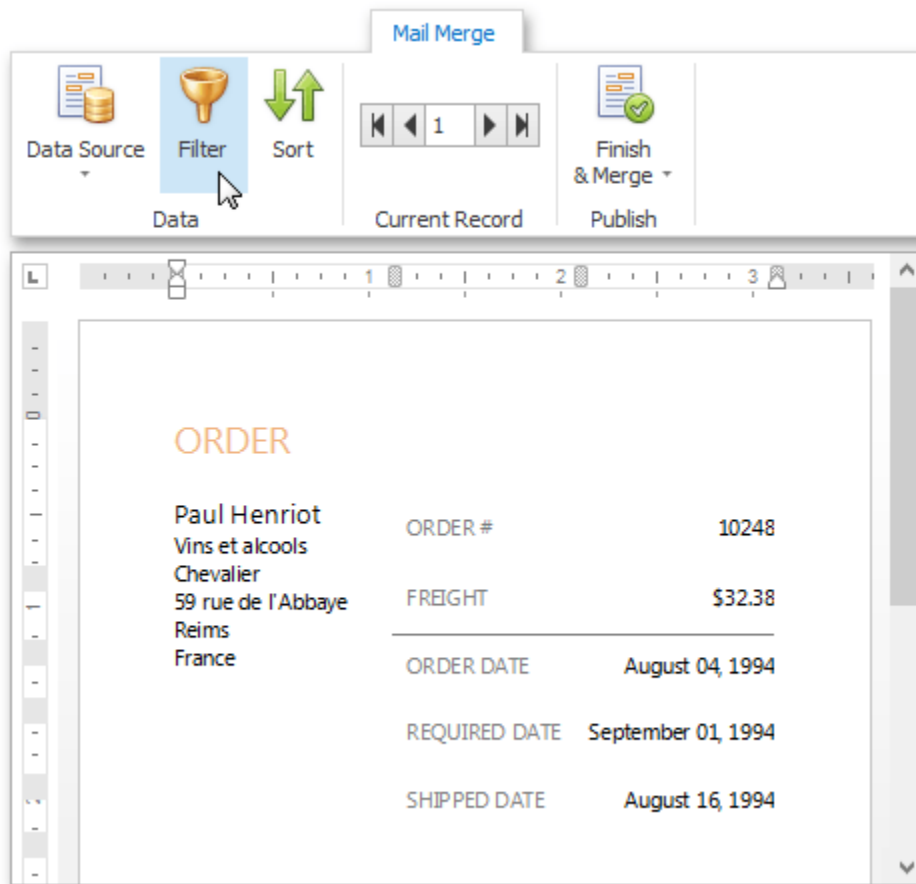 Mail Merge
Data Source
Filter
Sort
1
Finish
& Merge
Data
Current Record
Publish
L
1 2 3
ORDER
Paul Henriot
Vins et alcools
Chevalier
59 rue de l'Abbaye
Reims
France
ORDER # 10248
FREIGHT $32.38
ORDER DATE August 04, 1994
REQUIRED DATE September 01, 1994
SHIPPED DATE August 16, 1994
0
1